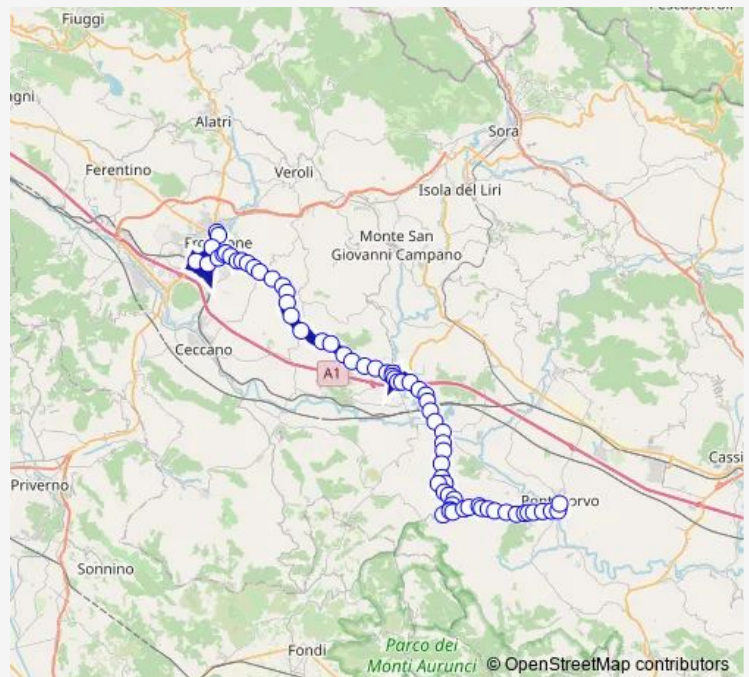 Fiuggi
Alatri
Sora
Ferentino
Veroli
Isola del Liri
Monte San
Giovanni Campano
Ceccano
A1
Priverno
Sonnino
Fondi
Parco dei
Monti Aurunci
© OpenStreetMap contributors